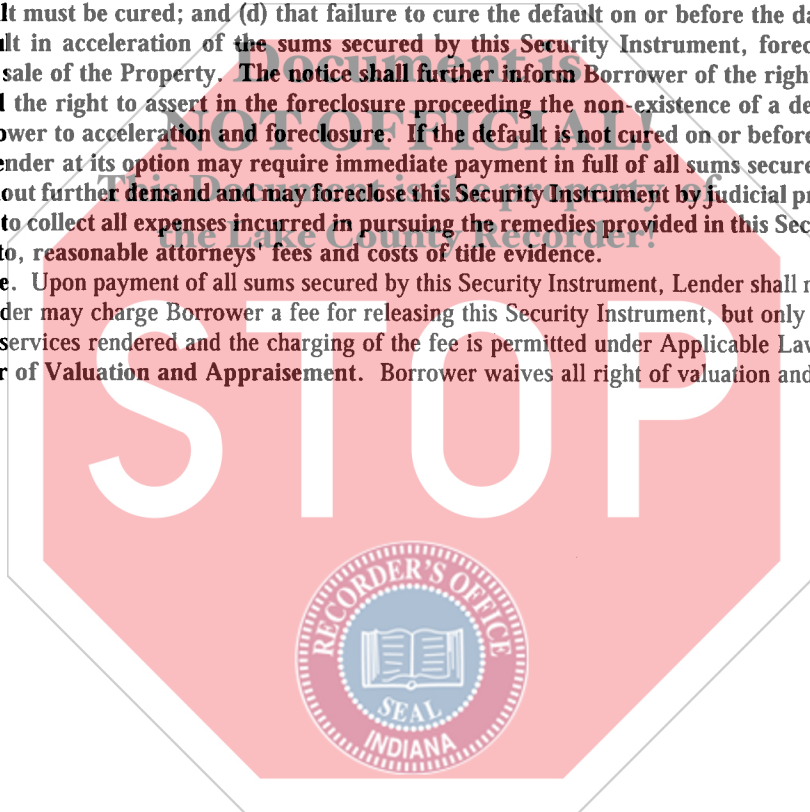 lt must be cured; and (d) that failure to cure the default on or before the da
ult in acceleration of the sums secured by this Security Instrument, forec
sale of the Property. The notice shall further inform Borrower of the righ
d the right to assert in the foreclosure proceeding the non-existence of a de
ower to acceleration and foreclosure. If the default is not cured on or before
ender at its option may require immediate payment in full of all sums secure
out further demand and may foreclose this Security Instrument by judicial pr
to collect all expenses incurred in pursuing the remedies provided in this Sec
to, reasonable attorneys' fees and costs of title evidence.
e. Upon payment of all sums secured by this Security Instrument, Lender shall r
der may charge Borrower a fee for releasing this Security Instrument, but only
services rendered and the charging of the fee is permitted under Applicable Law
r of Valuation and Appraisement. Borrower waives all right of valuation and
Document is
NOT OFFICIAL!
This Document is the property of
the Lake County Recorder!
STOP
RECORDER'S OFFICE
SEAL
INDIANA